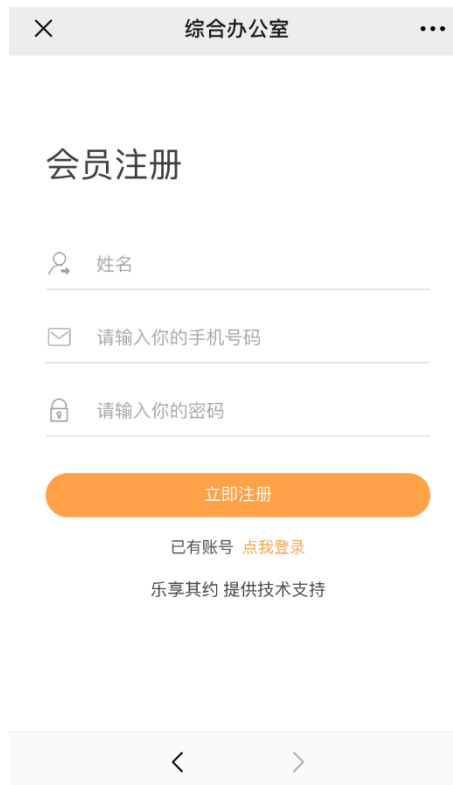 综合办公室
会员注册
姓名
请输入你的手机号码
请输入你的密码
立即注册
已有账号 点我登录
乐享其约 提供技术支持